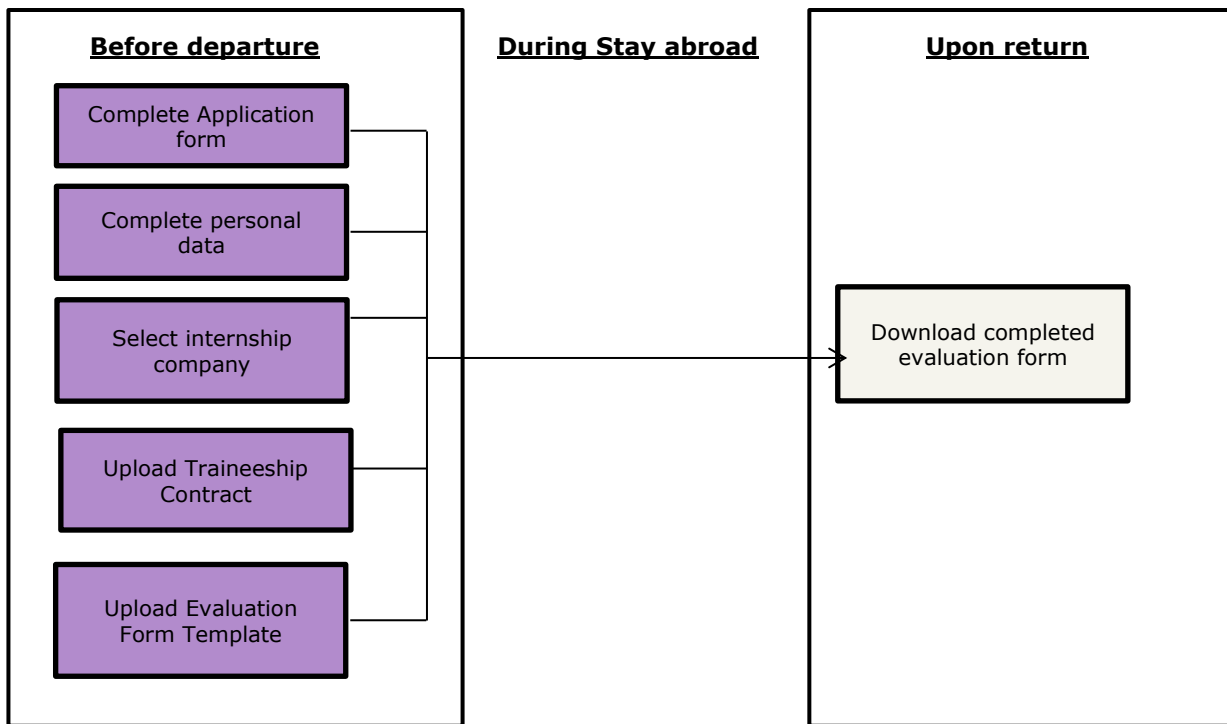 Before departure
Complete Application
form
Complete personal
data
Select internship
company
Upload Traineeship
Contract
Upload Evaluation
Form Template
During Stay abroad
Upon return
Download completed
evaluation form